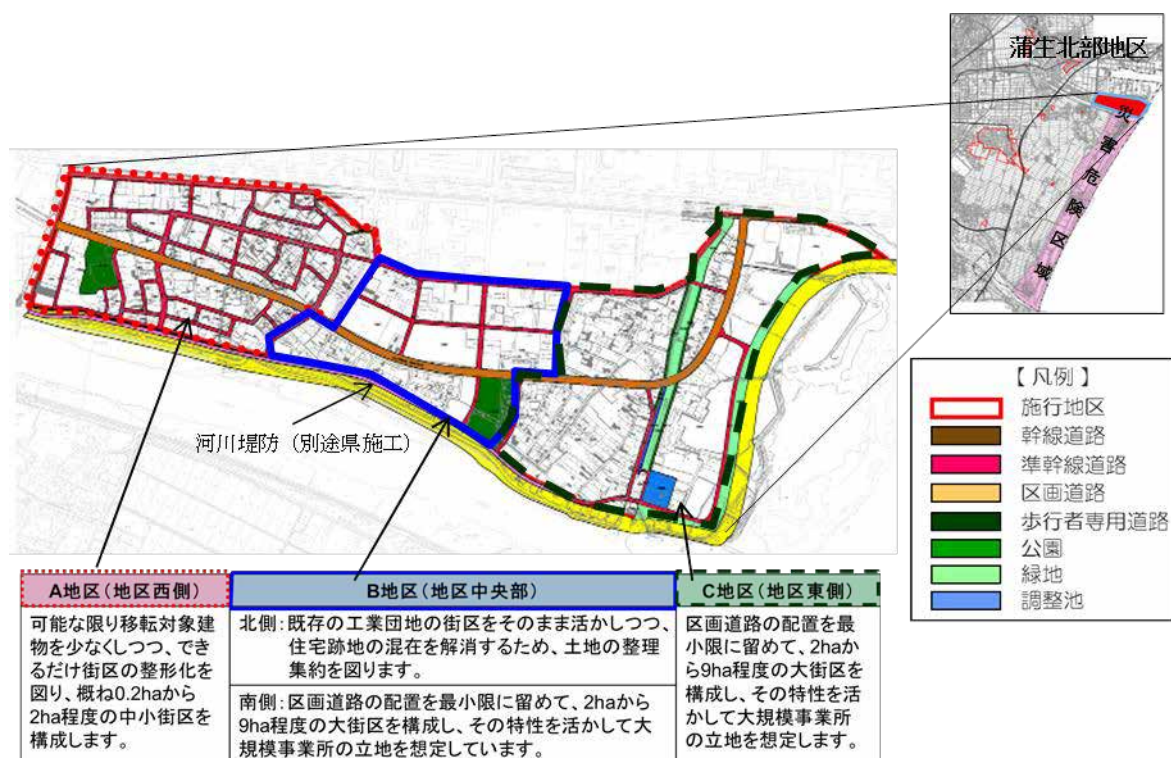 蒲生北部地区
災害危険区域
河川堤防（別途県施工）
【 凡例 】
施行地区
幹線道路
準幹線道路
区画道路
歩行者専用道路
公園
緑地
調整池
A地区（地区西側）
可能な限り移転対象建
物を少なくしつつ、でき
るだけ街区の整形化を
図り、概ね0.2haから
2ha程度の中小街区を
構成します。
B地区（地区中央部）
北側：既存の工業団地の街区をそのまま活かしつつ、
住宅跡地の混在を解消するため、土地の整理
集約を図ります。
南側：区画道路の配置を最小限に留めて、2haから
9ha程度の大街区を構成し、その特性を活かして大
規模事業所の立地を想定しています。
C地区（地区東側）
区画道路の配置を最
小限に留めて、2haか
ら9ha程度の大街区を
構成し、その特性を活
かして大規模事業所
の立地を想定します。